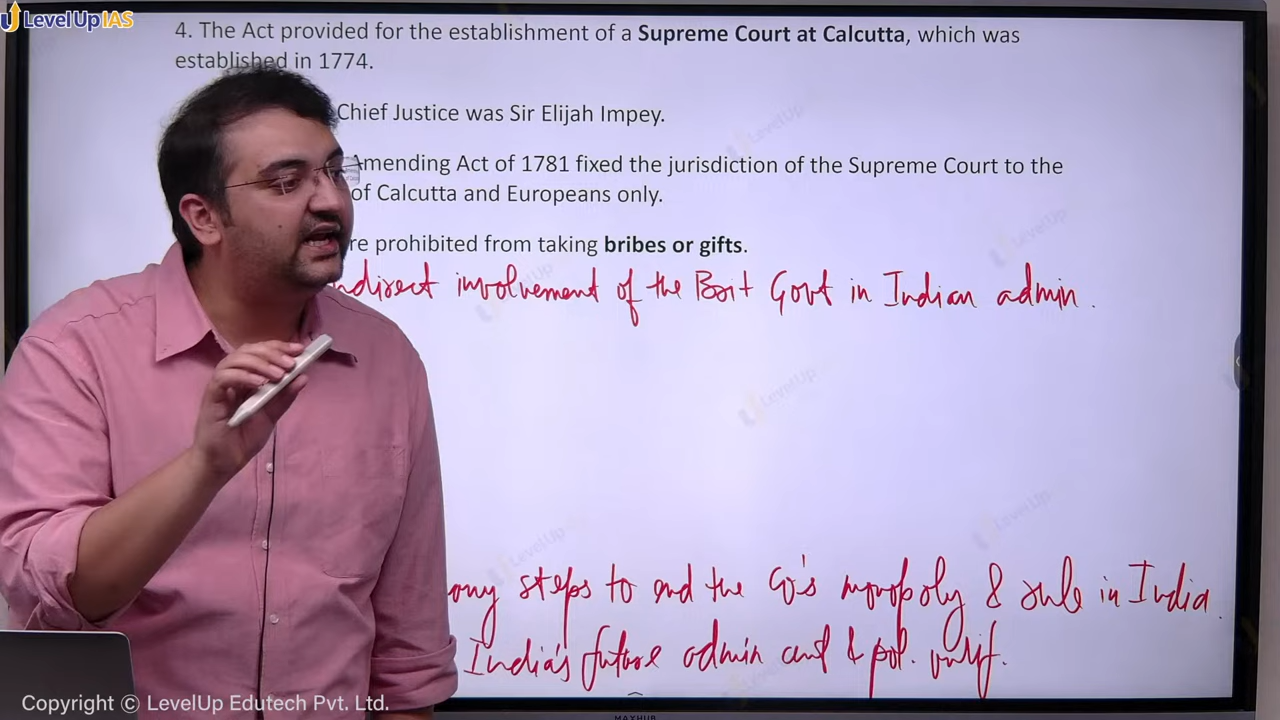 LevelUp IAS
4. The Act provided for the establishment of a Supreme Court at Calcutta, which was
established in 1774.
Chief Justice was Sir Elijah Impey.
Amending Act of 1781 fixed the jurisdiction of the Supreme Court to the
of Calcutta and Europeans only.
re prohibited from taking bribes or gifts.
ndirect involvement of the Brit Govt in Indian admin.
ony steps to end the Co's monopoly & rule in India.
India's future admin & pol.
Copyright © LevelUp Edutech Pvt. Ltd.
MAXHUB